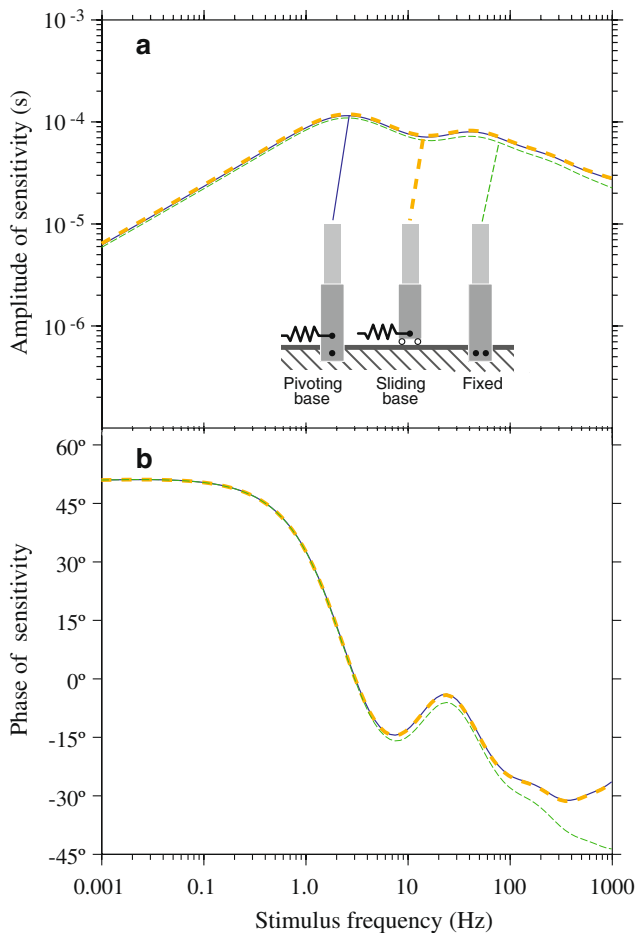 a
Amplitude of sensitivity (s)
10⁻³
10⁻⁴
10⁻⁵
10⁻⁶
Pivoting base
Sliding base
Fixed
b
Phase of sensitivity
60º
45º
30º
15º
0º
-15º
-30º
-45º
0.001
0.1
1.0
10
100
1000
Stimulus frequency (Hz)